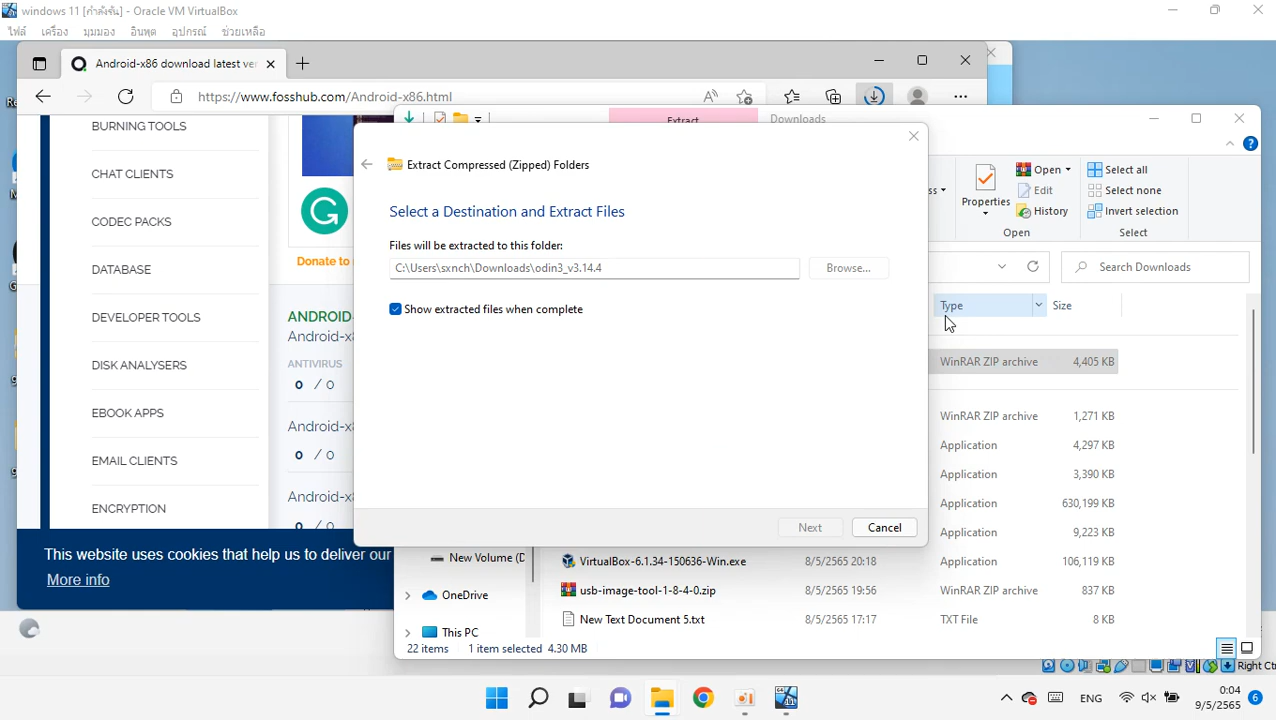 windows 11 [กำลังรัน] - Oracle VM VirtualBox
ไฟล์ เครื่อง มุมมอง อินพุต อุปกรณ์ ช่วยเหลือ
Android-x86 download latest ver
https://www.fosshub.com/Android-x86.html
BURNING TOOLS
CHAT CLIENTS
CODEC PACKS
DATABASE
DEVELOPER TOOLS
DISK ANALYSERS
EBOOK APPS
EMAIL CLIENTS
ENCRYPTION
Donate to
ANDROID-
Android-x8
ANTIVIRUS
0 / 0
Android-x8
0 / 0
Android-x8
0 / 0
This website uses cookies that help us to deliver our
More info
Extract
Downloads
Extract Compressed (Zipped) Folders
Select a Destination and Extract Files
Files will be extracted to this folder:
C:\Users\sxnch\Downloads\odin3_v3.14.4
Browse...
Show extracted files when complete
Next
Cancel
ss
Properties
Open
Edit
History
Open
Select all
Select none
Invert selection
Select
Search Downloads
Type Size
WinRAR ZIP archive 4,405 KB
WinRAR ZIP archive 1,271 KB
Application 4,297 KB
Application 3,390 KB
Application 630,199 KB
Application 9,223 KB
New Volume (D
VirtualBox-6.1.34-150636-Win.exe 8/5/2565 20:18 Application 106,119 KB
OneDrive
usb-image-tool-1-8-4-0.zip 8/5/2565 19:56 WinRAR ZIP archive 837 KB
This PC
New Text Document 5.txt 8/5/2565 17:17 TXT File 8 KB
22 items 1 item selected 4.30 MB
Right Ct
ENG
0:04
9/5/2565
6